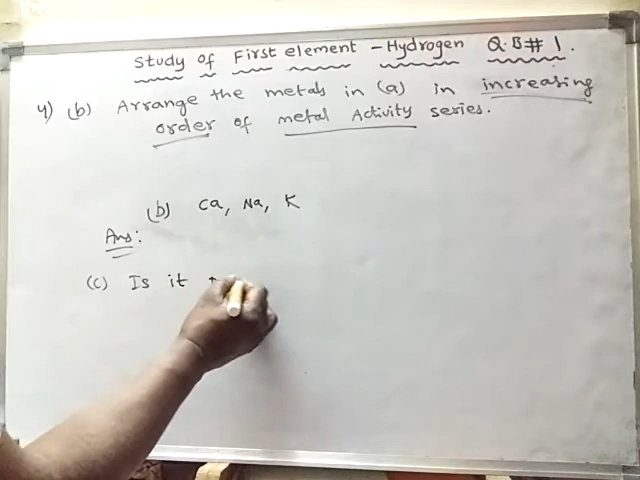 Study of First element - Hydrogen Q.B# 1.
4) (b) Arrange the metals in (a) in increasing
order of metal Activity series.
(b) Ca, Na, K
Ans:
(c) Is it